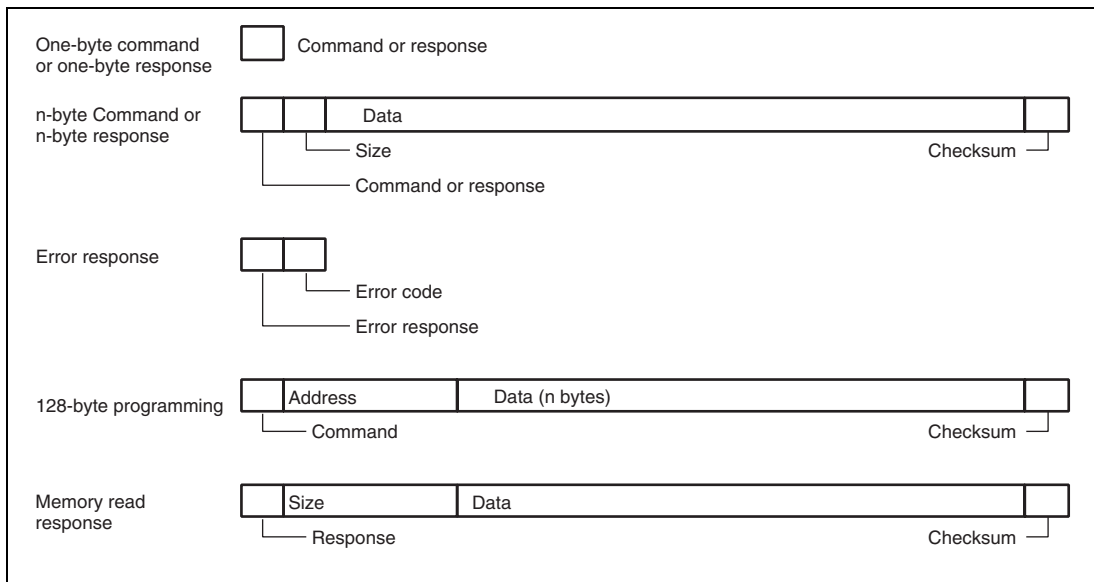 One-byte command
or one-byte response
Command or response
n-byte Command or
n-byte response
Data
Size
Checksum
Command or response
Error response
Error code
Error response
128-byte programming
Address
Data (n bytes)
Command
Checksum
Memory read
response
Size
Data
Response
Checksum